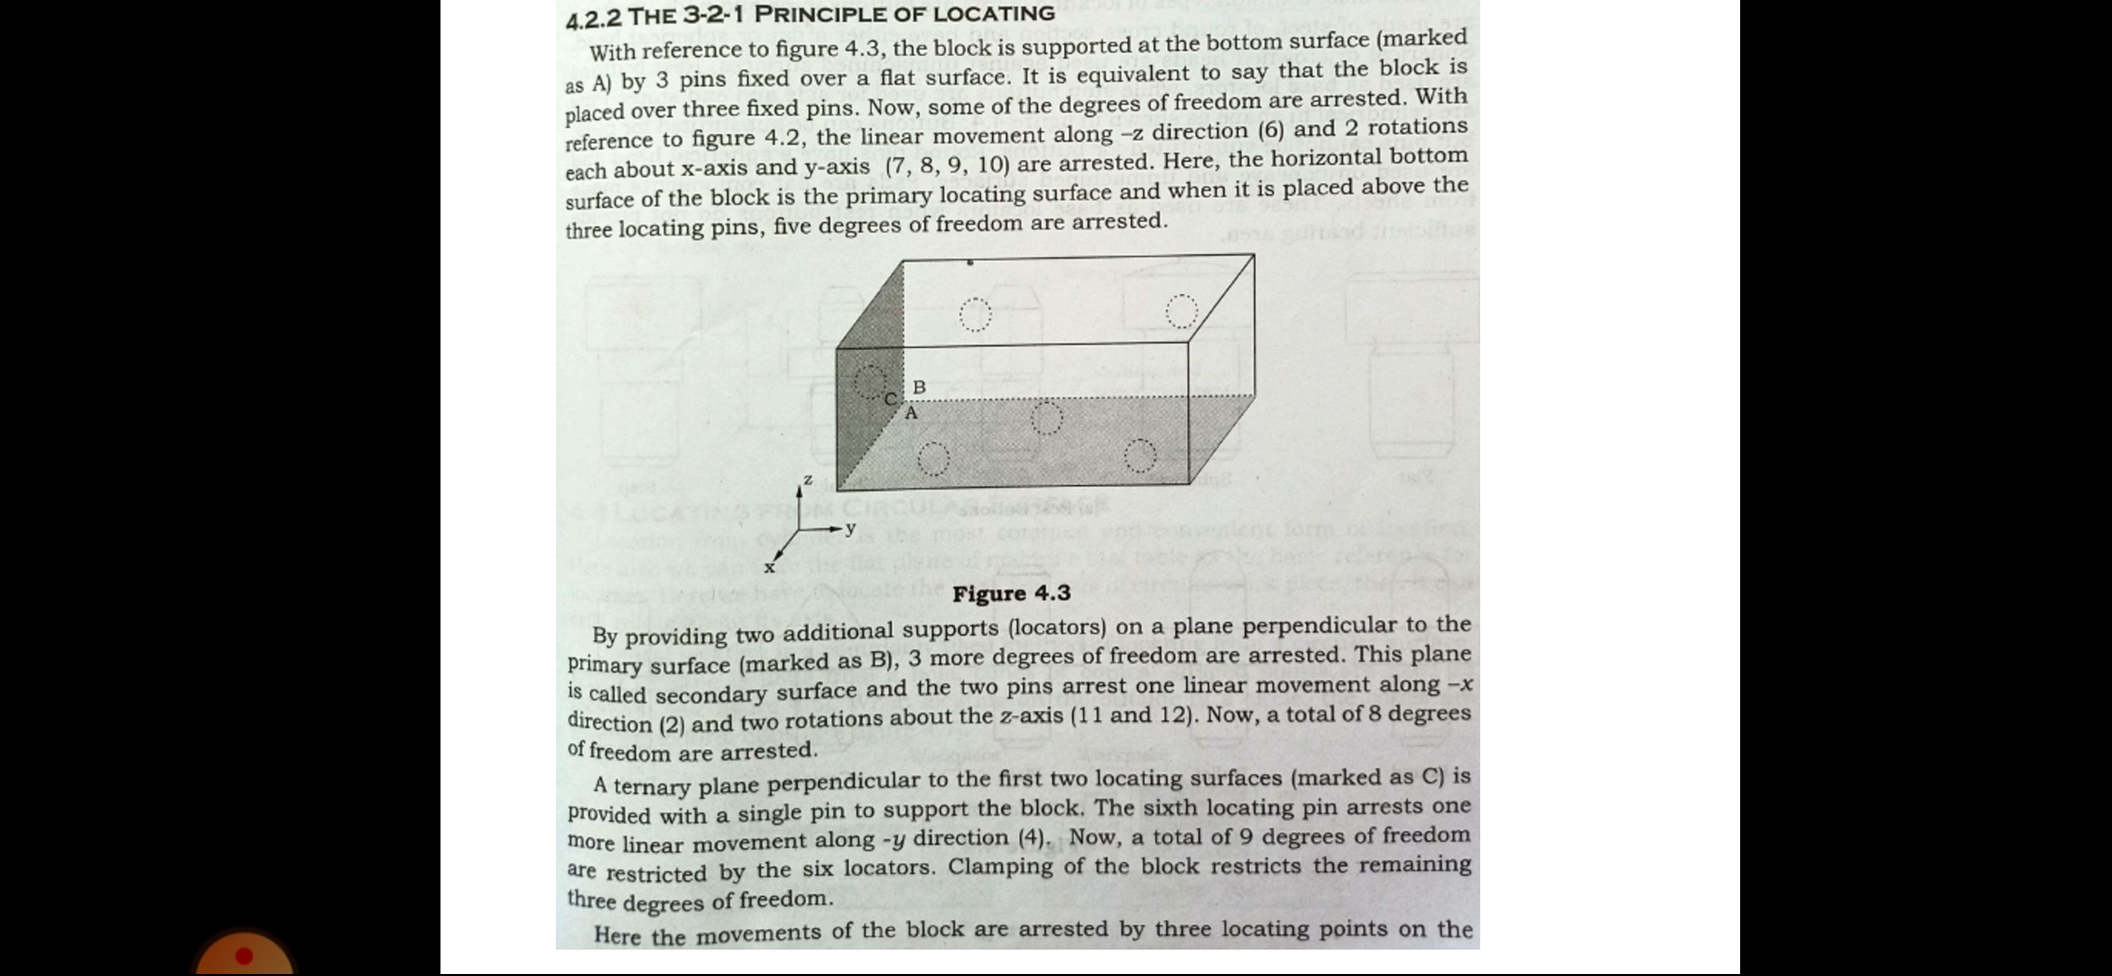 4.2.2 THE 3-2-1 PRINCIPLE OF LOCATING
With reference to figure 4.3, the block is supported at the bottom surface (marked
as A) by 3 pins fixed over a flat surface. It is equivalent to say that the block is
placed over three fixed pins. Now, some of the degrees of freedom are arrested. With
reference to figure 4.2, the linear movement along –z direction (6) and 2 rotations
each about x-axis and y-axis (7, 8, 9, 10) are arrested. Here, the horizontal bottom
surface of the block is the primary locating surface and when it is placed above the
three locating pins, five degrees of freedom are arrested.
B
C
A
z
y
x
Figure 4.3
By providing two additional supports (locators) on a plane perpendicular to the
primary surface (marked as B), 3 more degrees of freedom are arrested. This plane
is called secondary surface and the two pins arrest one linear movement along –x
direction (2) and two rotations about the z-axis (11 and 12). Now, a total of 8 degrees
of freedom are arrested.
A ternary plane perpendicular to the first two locating surfaces (marked as C) is
provided with a single pin to support the block. The sixth locating pin arrests one
more linear movement along -y direction (4). Now, a total of 9 degrees of freedom
are restricted by the six locators. Clamping of the block restricts the remaining
three degrees of freedom.
Here the movements of the block are arrested by three locating points on the